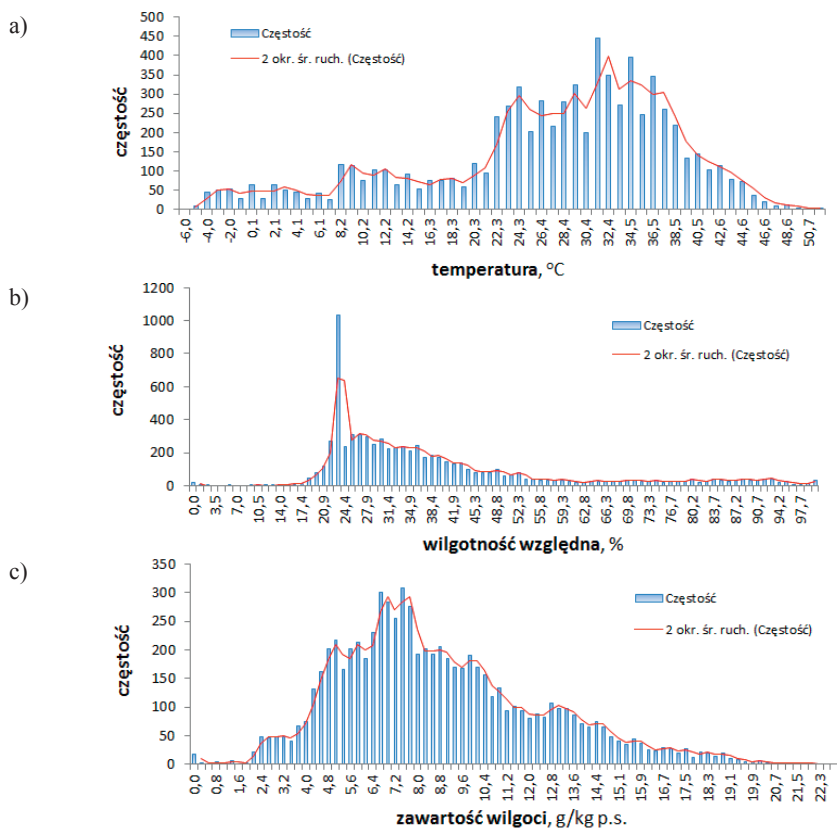 a)
500
450
400
350
300
250
200
150
100
50
0
częstość
Częstość
2 okr. śr. ruch. (Częstość)
-6,0 -4,0 -2,0 0,1 2,1 4,1 6,1 8,2 10,2 12,2 14,2 16,3 18,3 20,3 22,3 24,3 26,4 28,4 30,4 32,4 34,5 36,5 38,5 40,5 42,6 44,6 46,6 48,6 50,7
temperatura, °C
b)
1200
1000
800
600
400
200
0
częstość
Częstość
2 okr. śr. ruch. (Częstość)
0,0 3,5 7,0 10,5 14,0 17,4 20,9 24,4 27,9 31,4 34,9 38,4 41,9 45,3 48,8 52,3 55,8 59,3 62,8 66,3 69,8 73,3 76,7 80,2 83,7 87,2 90,7 94,2 97,7
wilgotność względna, %
c)
350
300
250
200
150
100
50
0
częstość
Częstość
2 okr. śr. ruch. (Częstość)
0,0 0,8 1,6 2,4 3,2 4,0 4,8 5,6 6,4 7,2 8,0 8,8 9,6 10,4 11,2 12,0 12,8 13,6 14,4 15,1 15,9 16,7 17,5 18,3 19,1 19,9 20,7 21,5 22,3
zawartość wilgoci, g/kg p.s.